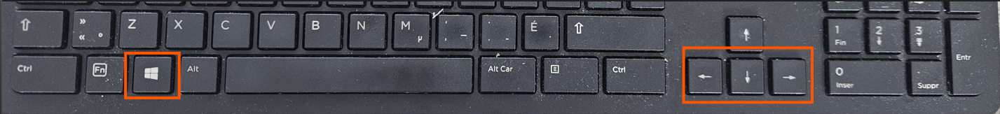 » Z X C V B N M ' . É 1 2 3
« ° µ , _ , _ . Fin
Ctrl Fn Alt Alt Car Ctrl 0 Entr
Inser Suppr